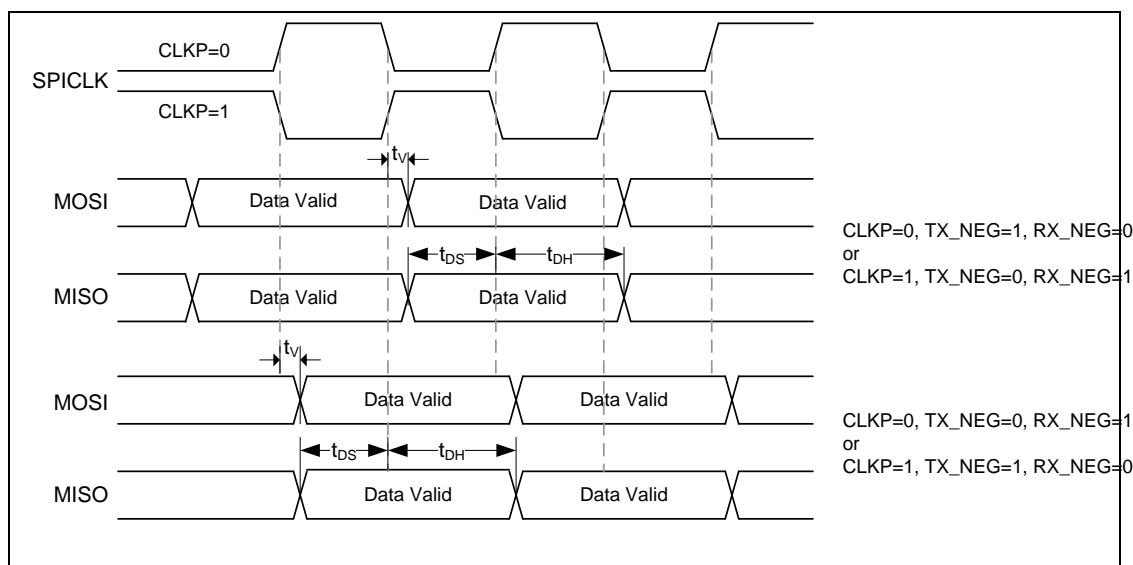 CLKP=0
SPICLK
CLKP=1
tV
MOSI
Data Valid
Data Valid
CLKP=0, TX_NEG=1, RX_NEG=0
or
CLKP=1, TX_NEG=0, RX_NEG=1
tDS
tDH
MISO
Data Valid
Data Valid
tV
MOSI
Data Valid
Data Valid
CLKP=0, TX_NEG=0, RX_NEG=1
or
CLKP=1, TX_NEG=1, RX_NEG=0
tDS
tDH
MISO
Data Valid
Data Valid